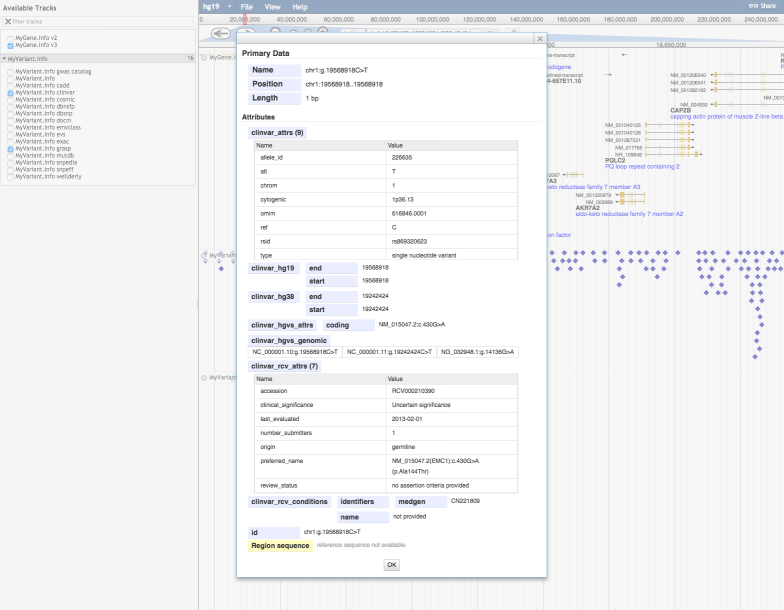 Available Tracks
filter tracks
MyGene.info v2
MyGene.info v3
MyVariant.info 16
MyVariant.info gwas catalog
MyVariant.info
MyVariant.info cadd
MyVariant.info clinvar
MyVariant.info cosmic
MyVariant.info dbnsfp
MyVariant.info dbsnp
MyVariant.info docm
MyVariant.info emvclass
MyVariant.info evs
MyVariant.info exac
MyVariant.info grasp
MyVariant.info mutdb
MyVariant.info snpedia
MyVariant.info snpeff
MyVariant.info wellderly
hg19 File View Help Share
0 20,000,000 40,000,000 60,000,000 80,000,000 100,000,000 120,000,000 140,000,000 160,000,000 180,000,000 200,000,000 220,000,000 240,000,000
Primary Data
Name chr1:g.19568918C>T
Position chr1:19568918..19568918
Length 1 bp
Attributes
clinvar_attrs (9)
Name Value
allele_id 226635
alt T
chrom 1
cytogenic 1p36.13
omim 616846.0001
ref C
rsid rs869320623
type single nucleotide variant
clinvar_hg19 end 19568918
start 19568918
clinvar_hg38 end 19242424
start 19242424
clinvar_hgvs_attrs coding NM_015047.2:c.430G>A
clinvar_hgvs_genomic
NC_000001.10:g.19568918C>T NC_000001.11:g.19242424C>T NG_032948.1:g.14136G>A
clinvar_rcv_attrs (7)
Name Value
accession RCV000210390
clinical_significance Uncertain significance
last_evaluated 2013-02-01
number_submitters 1
origin germline
preferred_name NM_015047.2(EMC1):c.430G>A
(p.Ala144Thr)
review_status no assertion criteria provided
clinvar_rcv_conditions identifiers medgen CN221809
name not provided
id chr1:g.19568918C>T
Region sequence reference sequence not available
OK
MyGene.i
MyVariant
MyVariant
00 19,650,000
ne-transcript
udogene
efined-transcript
4-657E11.10
NM_001206540
NM_001206541
NM_001282162
NM_0012
NM_004930
CAPZB
capping actin protein of muscle Z-line beta
NM_001040125
NM_001040126
NM_001287531
NM_017765
NR_109846
PQLC2
PQ loop repeat containing 2
12067
7A3
keto reductase family 7 member A3
NM_001320979
NM_003689
AKR7A2
aldo-keto reductase family 7 member A2
on factor